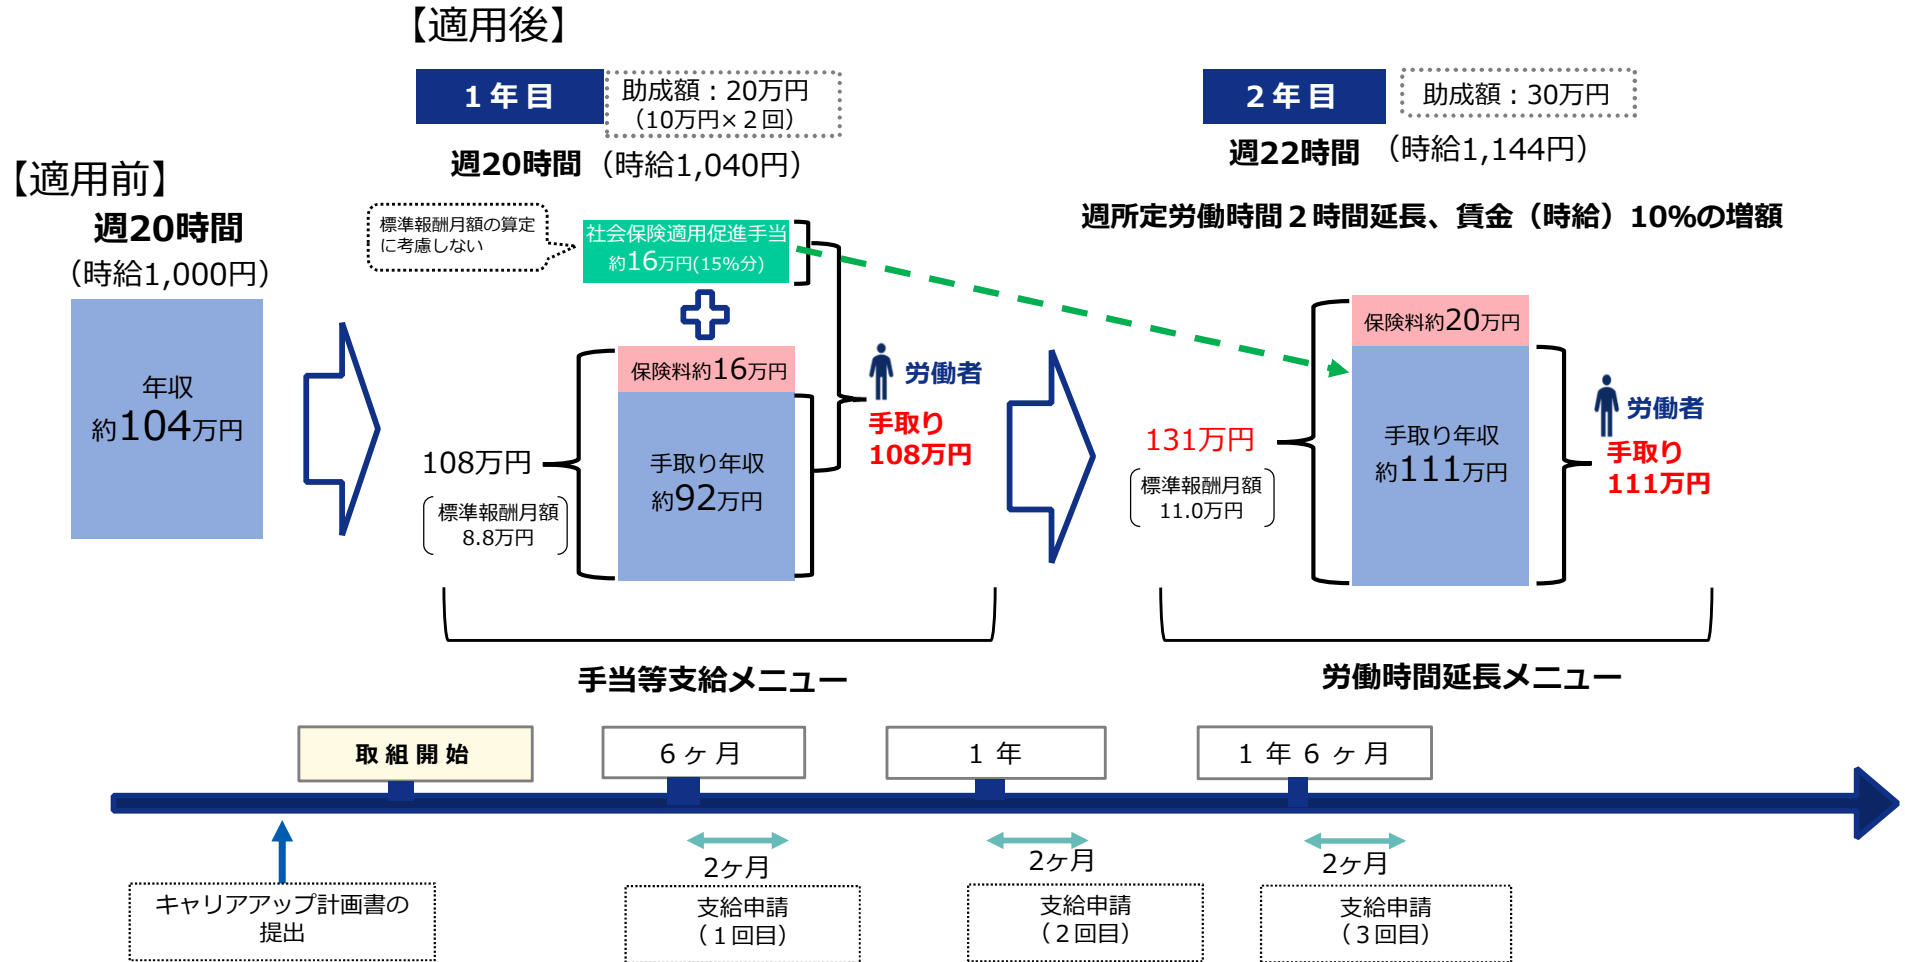 【適用後】
1年目
助成額：20万円
（10万円×２回）
週20時間（時給1,040円）
2年目
助成額：30万円
週22時間（時給1,144円）
週所定労働時間２時間延長、賃金（時給）10%の増額
【適用前】
週20時間
（時給1,000円）
年収
約104万円
標準報酬月額の算定
に考慮しない
社会保険適用促進手当
約16万円(15%分)
保険料約16万円
手取り年収
約92万円
108万円
標準報酬月額
8.8万円
労働者
手取り
108万円
131万円
標準報酬月額
11.0万円
保険料約20万円
手取り年収
約111万円
労働者
手取り
111万円
手当等支給メニュー
労働時間延長メニュー
取組開始
6ヶ月
1年
1年6ヶ月
2ヶ月
2ヶ月
2ヶ月
キャリアアップ計画書の
提出
支給申請
（１回目）
支給申請
（２回目）
支給申請
（３回目）